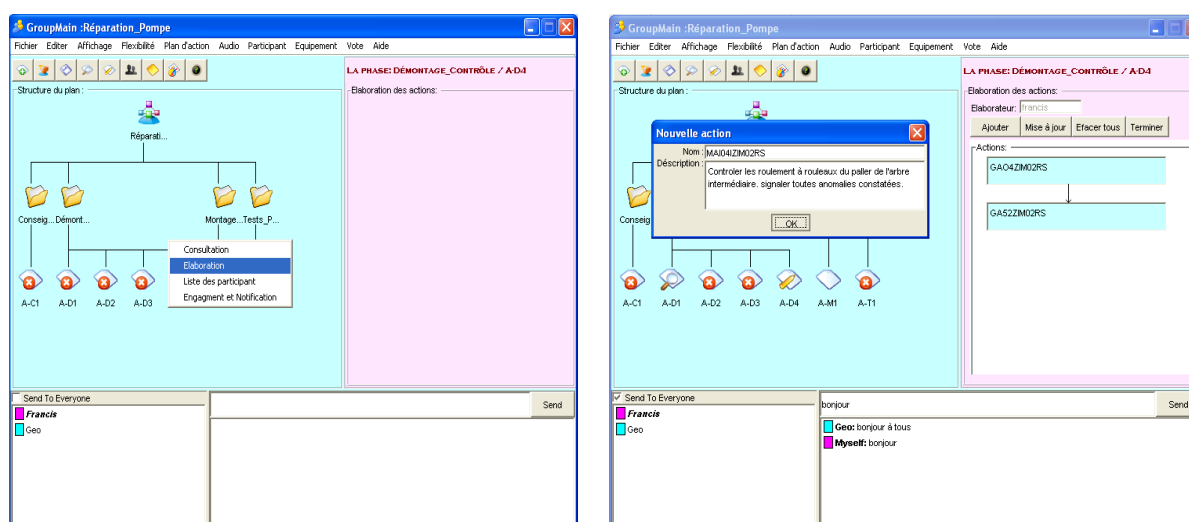 GroupMain :Réparation_Pompe
Fichier Editer Affichage Flexibilité Plan d'action Audio Participant Equipement Vote Aide
Structure du plan :
Réparati...
Conseig... Démont... Montage... Tests_P...
Consultation
Elaboration
Liste des participant
Engagment et Notification
A-C1 A-D1 A-D2 A-D3
LA PHASE: DÉMONTAGE_CONTRÔLE / A-D4
Elaboration des actions:
Send To Everyone
Francis
Geo
Send
GroupMain :Réparation_Pompe
Fichier Editer Affichage Flexibilité Plan d'action Audio Participant Equipement Vote Aide
Structure du plan :
Nouvelle action
Nom : MAI04IZIM02RS
Déscription : Controler les roulement à rouleaux du palier de l'arbre
intermédiaire. signaler toutes anomalies constatées.
OK
Conseig
A-C1 A-D1 A-D2 A-D3 A-D4 A-M1 A-T1
LA PHASE: DÉMONTAGE_CONTRÔLE / A-D4
Elaboration des actions:
Elaborateur: francis
Ajouter Mise à jour Efacer tous Terminer
Actions:
GAO4ZIM02RS
GA52ZIM02RS
Send To Everyone
Francis
Geo
bonjour
Send
Geo: bonjour à tous
Myself: bonjour